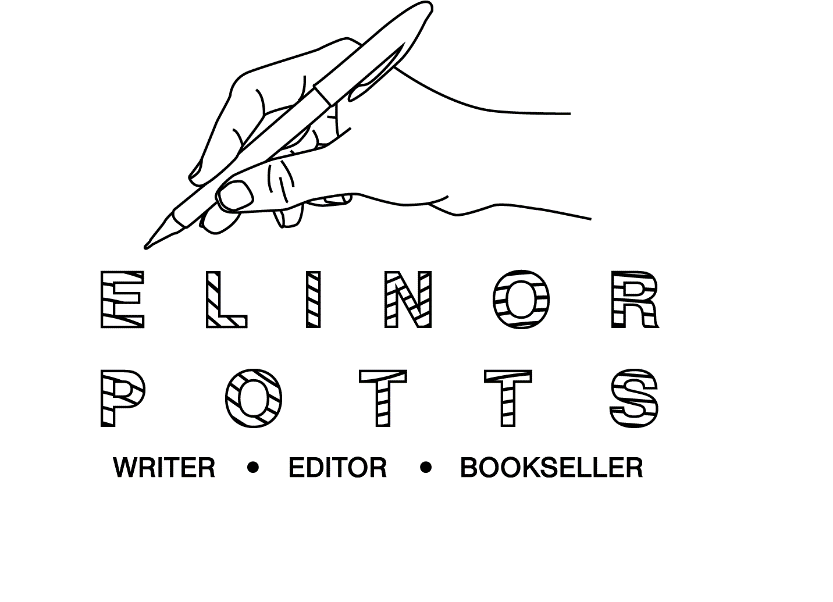 ELINOR
POTTS
WRITER • EDITOR • BOOKSELLER